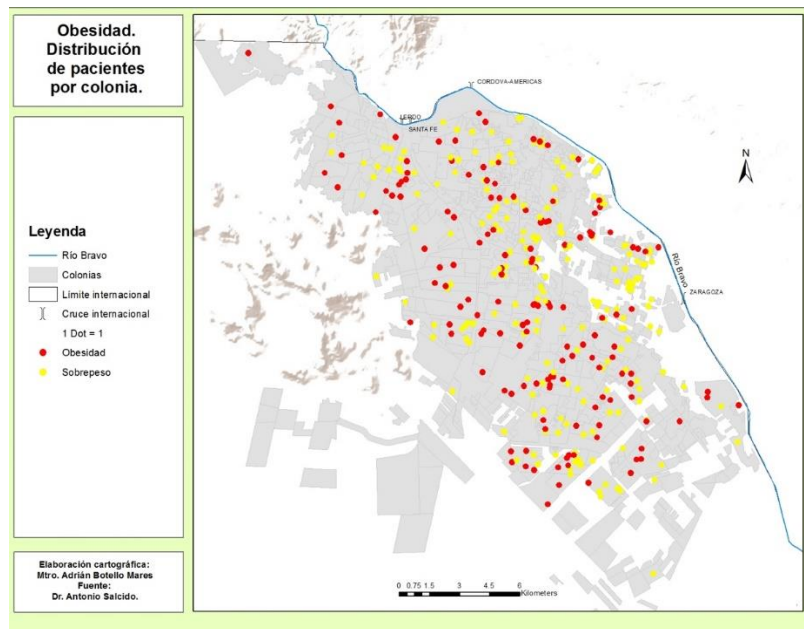 Obesidad.
Distribución
de pacientes
por colonia.
Leyenda
Río Bravo
Colonias
Límite internacional
Cruce internacional
1 Dot = 1
Obesidad
Sobrepeso
Elaboración cartográfica:
Mtro. Adrián Botello Mares
Fuente:
Dr. Antonio Salcido.
CORDOVA-AMERICAS
LERDO
SANTA FE
N
Río Bravo
ZARAGOZA
0 0.75 1.5 3 4.5 6
Kilometers